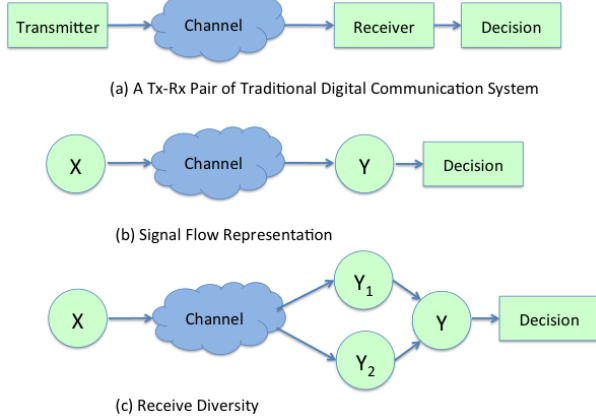 Transmitter Channel Receiver Decision
(a) A Tx-Rx Pair of Traditional Digital Communication System
X Channel Y Decision
(b) Signal Flow Representation
Y1
X Channel Y Decision
Y2
(c) Receive Diversity